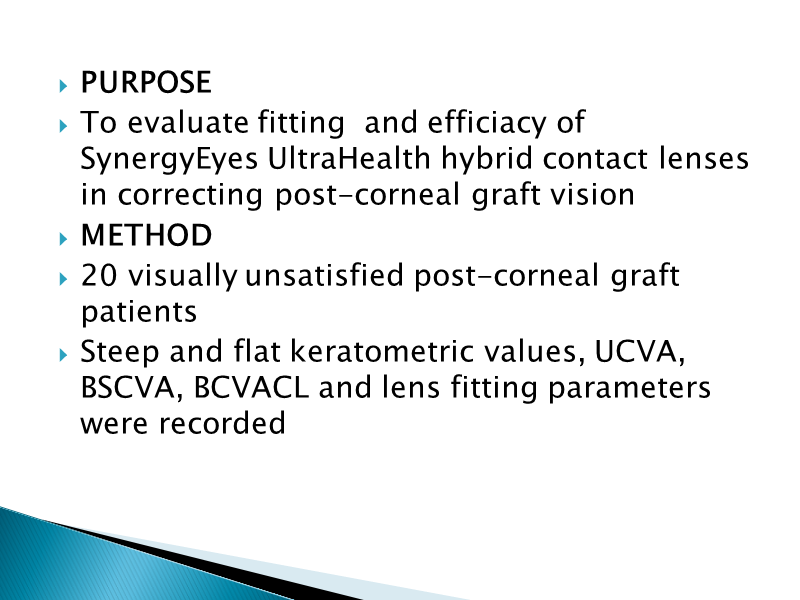 PURPOSE
To evaluate fitting and efficiacy of
SynergyEyes UltraHealth hybrid contact lenses
in correcting post-corneal graft vision
METHOD
20 visually unsatisfied post-corneal graft
patients
Steep and flat keratometric values, UCVA,
BSCVA, BCVACL and lens fitting parameters
were recorded